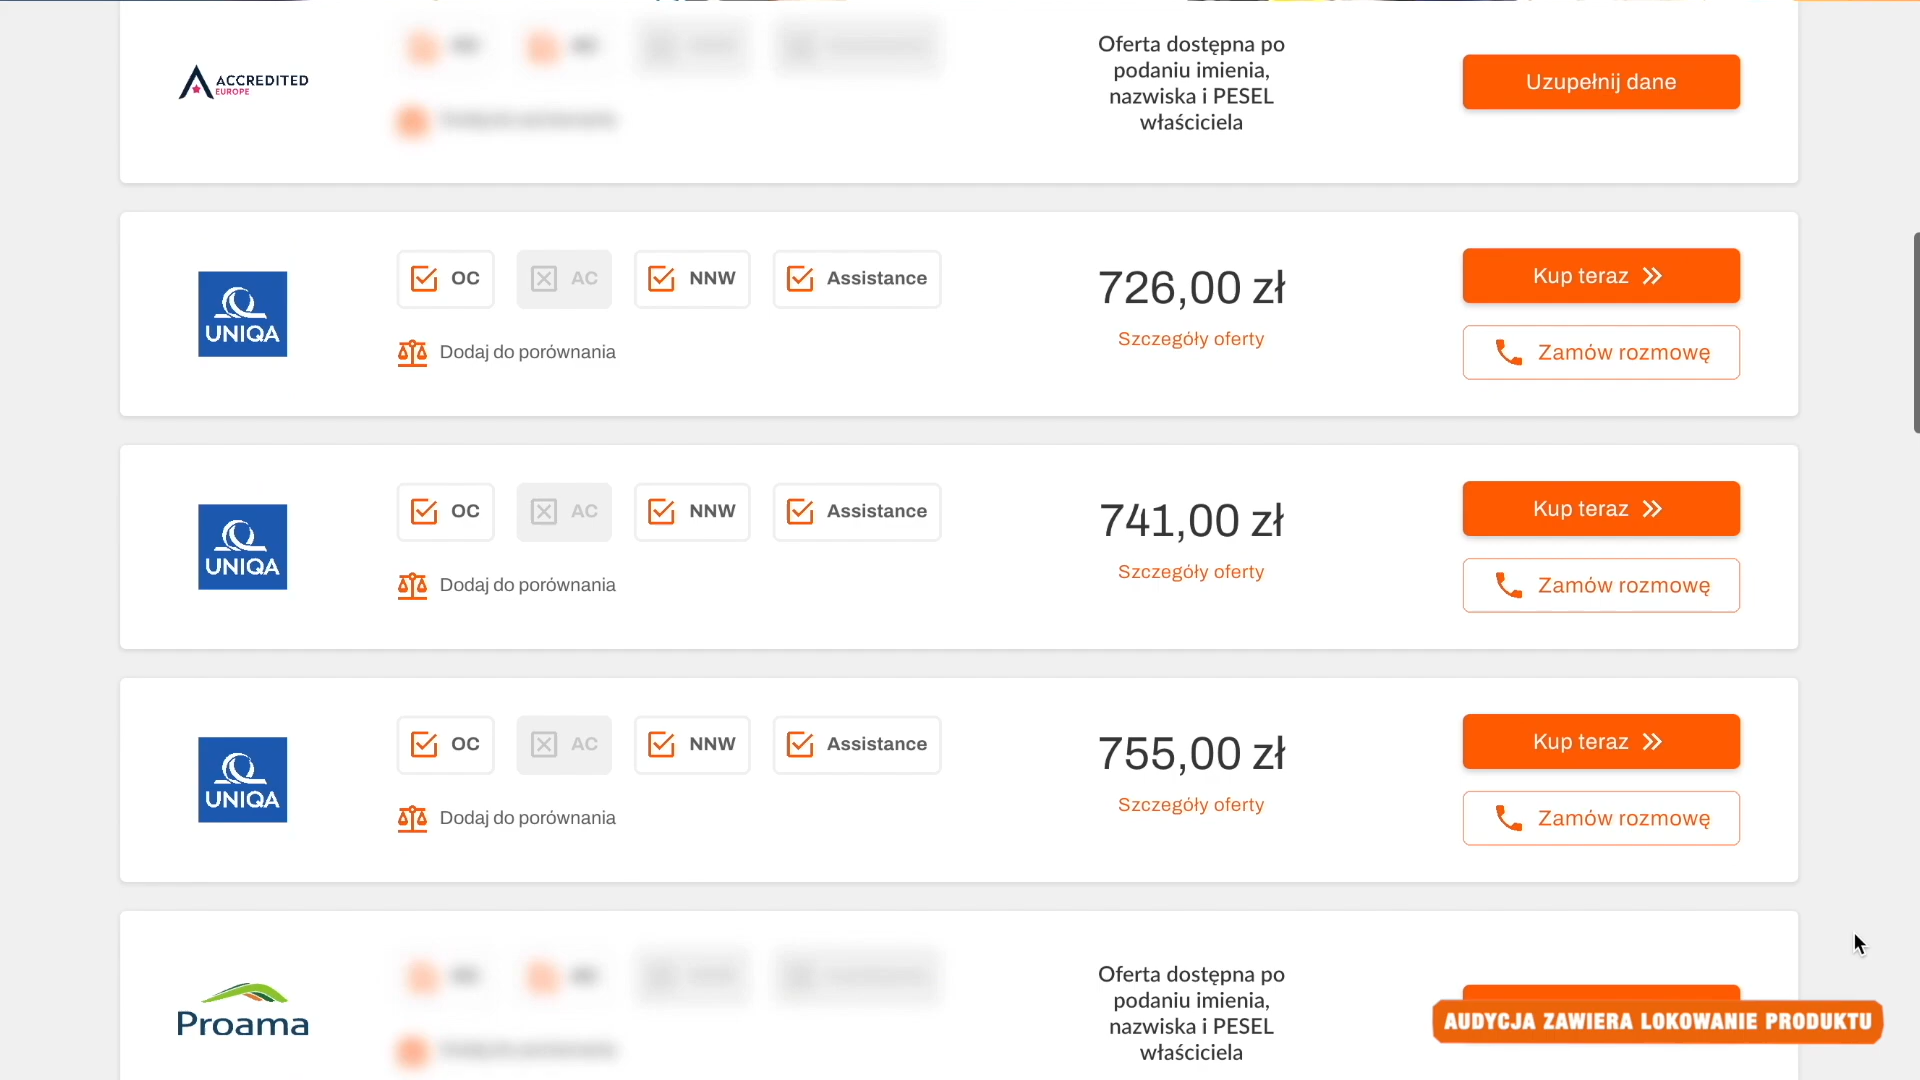 ACCREDITED
EUROPE
Oferta dostępna po
podaniu imienia,
nazwiska i PESEL
właściciela
Uzupełnij dane
UNIQA
OC
AC
NNW
Assistance
Dodaj do porównania
726,00 zł
Szczegóły oferty
Kup teraz
Zamów rozmowę
UNIQA
OC
AC
NNW
Assistance
Dodaj do porównania
741,00 zł
Szczegóły oferty
Kup teraz
Zamów rozmowę
UNIQA
OC
AC
NNW
Assistance
Dodaj do porównania
755,00 zł
Szczegóły oferty
Kup teraz
Zamów rozmowę
Proama
Oferta dostępna po
podaniu imienia,
nazwiska i PESEL
właściciela
AUDYCJA ZAWIERA LOKOWANIE PRODUKTU